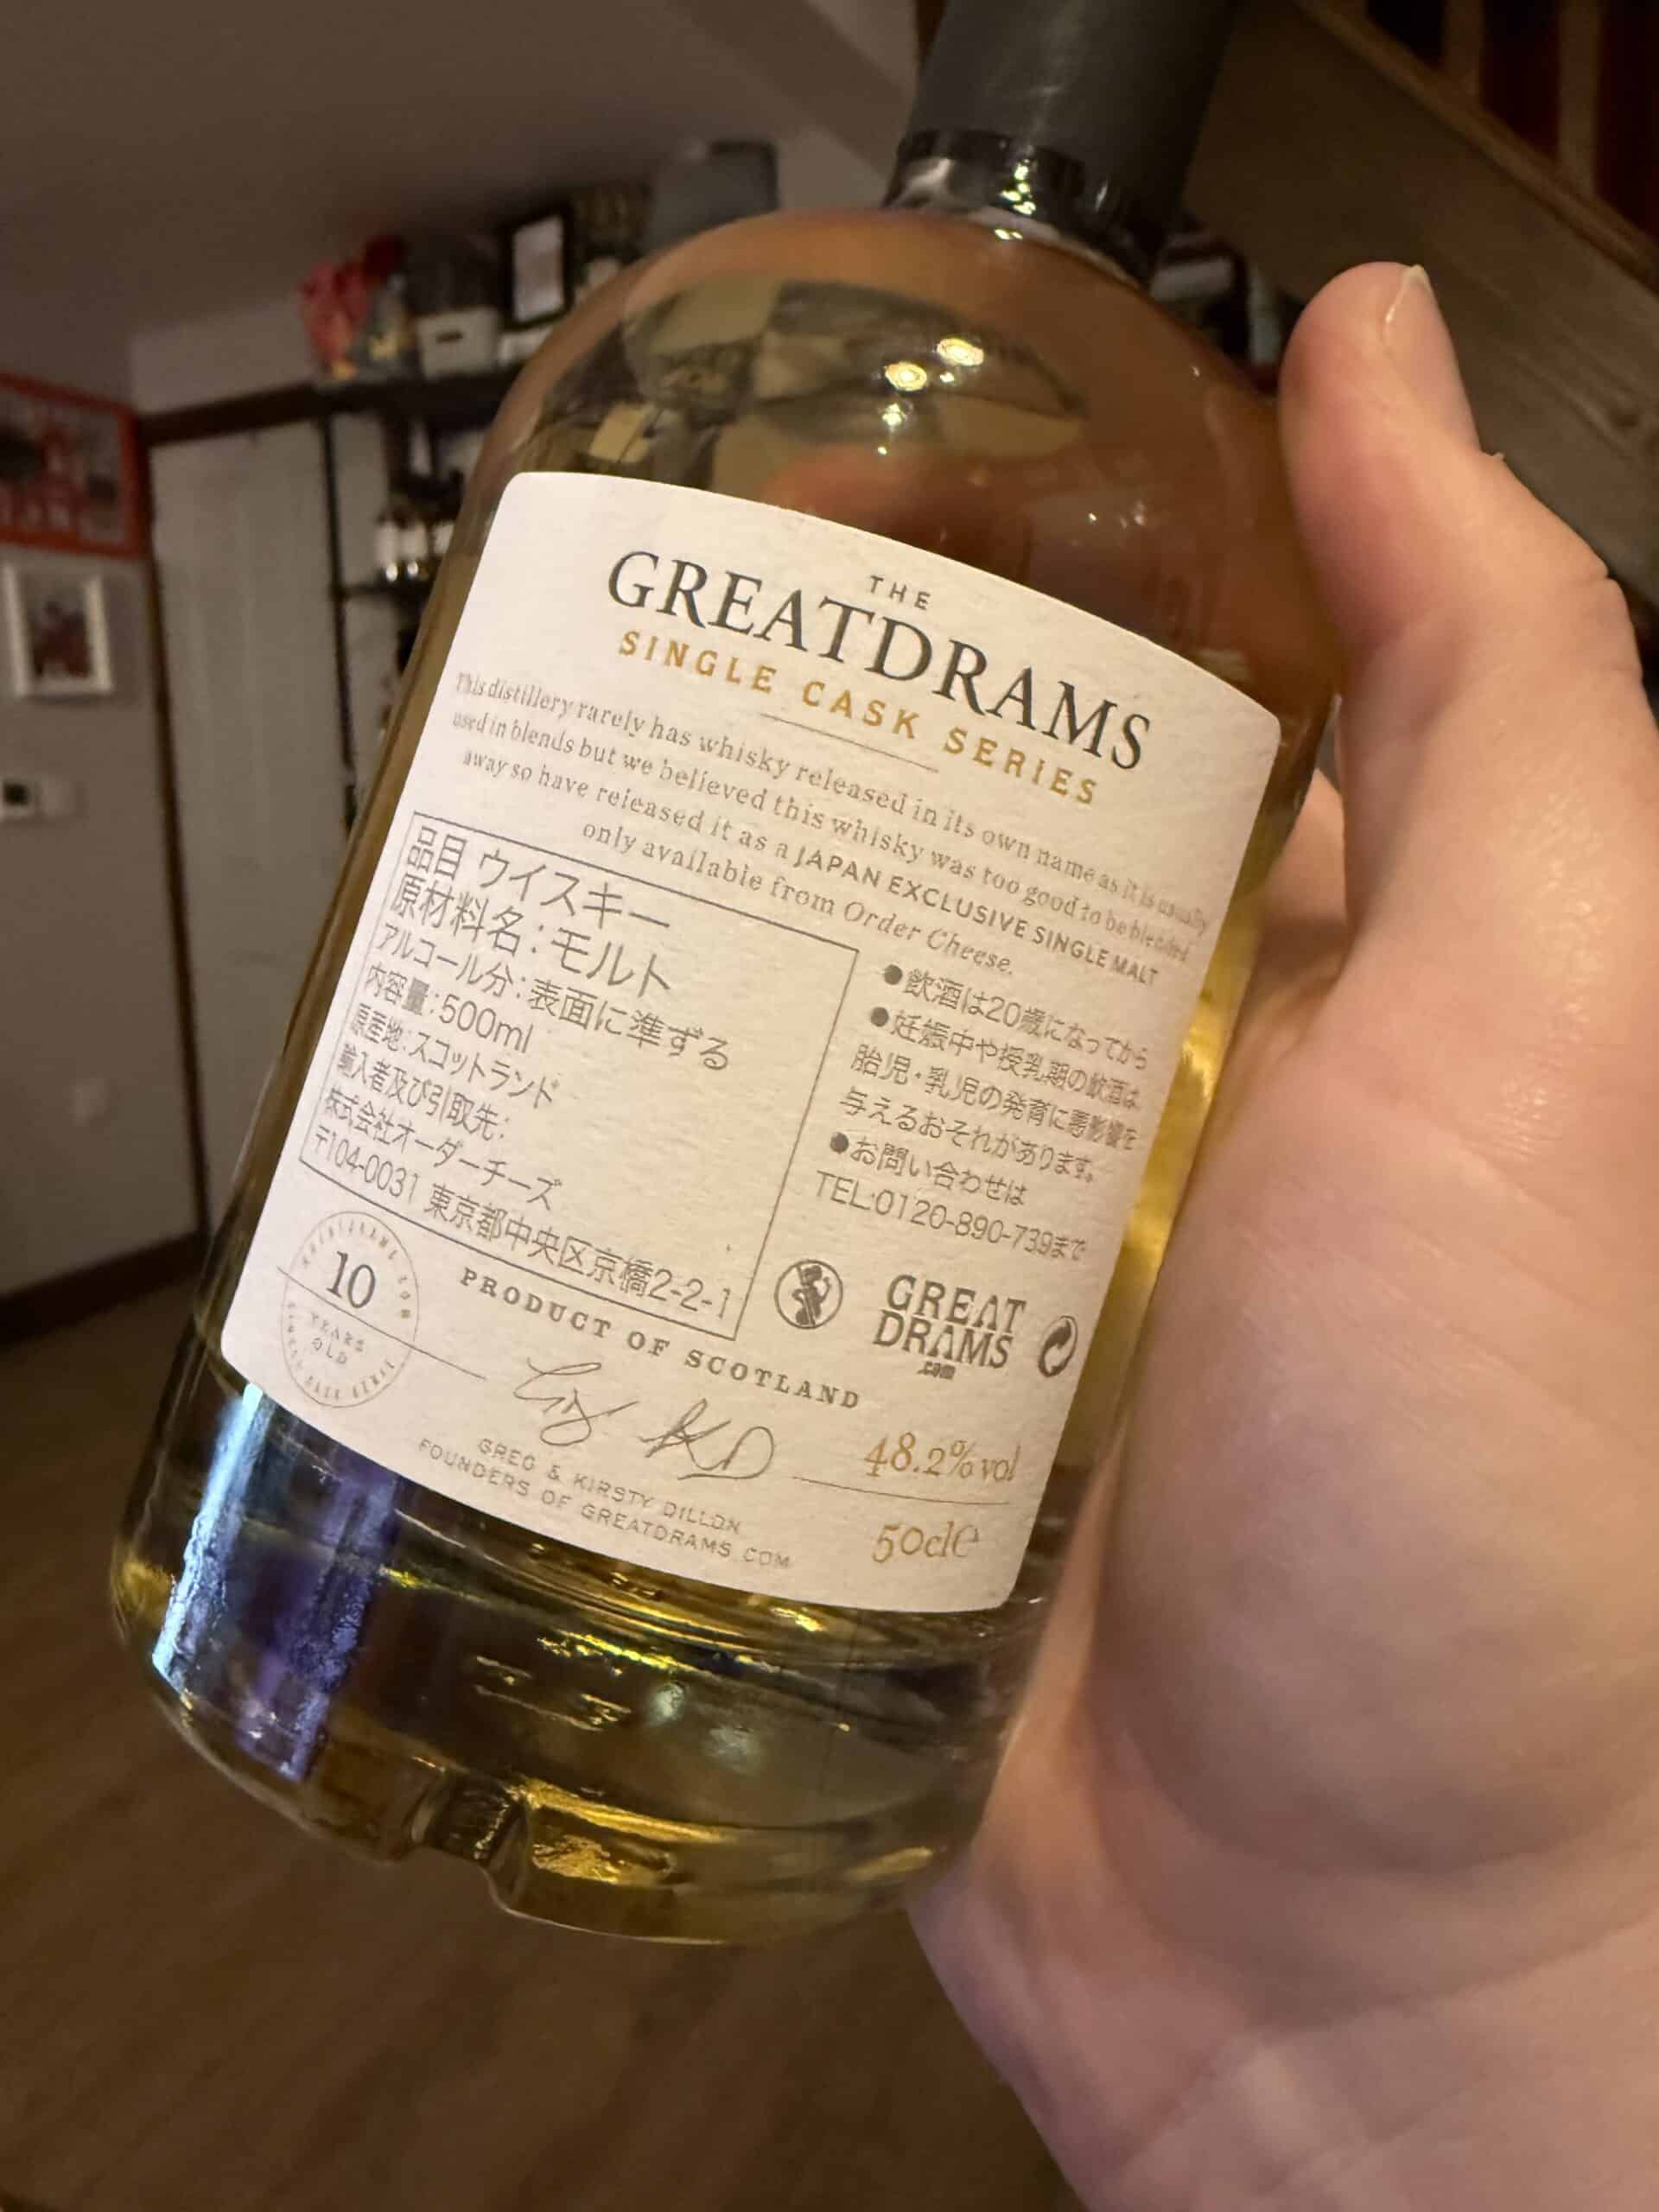 THE
GREATDRAMS
SINGLE CASK SERIES
This distillery rarely has whisky released in its own name as it is usually
used in blends but we believed this whisky was too good to be blended
away so have released it as a JAPAN EXCLUSIVE SINGLE MALT
only available from Order Cheese.
品目 ウイスキー
原材料名:モルト
アルコール分:表面に準ずる
内容量:500ml
原産地:スコットランド
輸入者及び引取先:
株式会社オーダーチーズ
〒104-0031 東京都中央区京橋2-2-1
●飲酒は20歳になってから
●妊娠中や授乳期の飲酒は、
胎児・乳児の発育に悪影響を
与えるおそれがあります。
●お問い合わせは
TEL:0120-890-739まで
GREAT
DRAMS
.com
10
YEARS
OLD
PRODUCT OF SCOTLAND
GREG & KIRSTY DILLON
FOUNDERS OF GREATDRAMS.COM
48.2% vol
50cl e